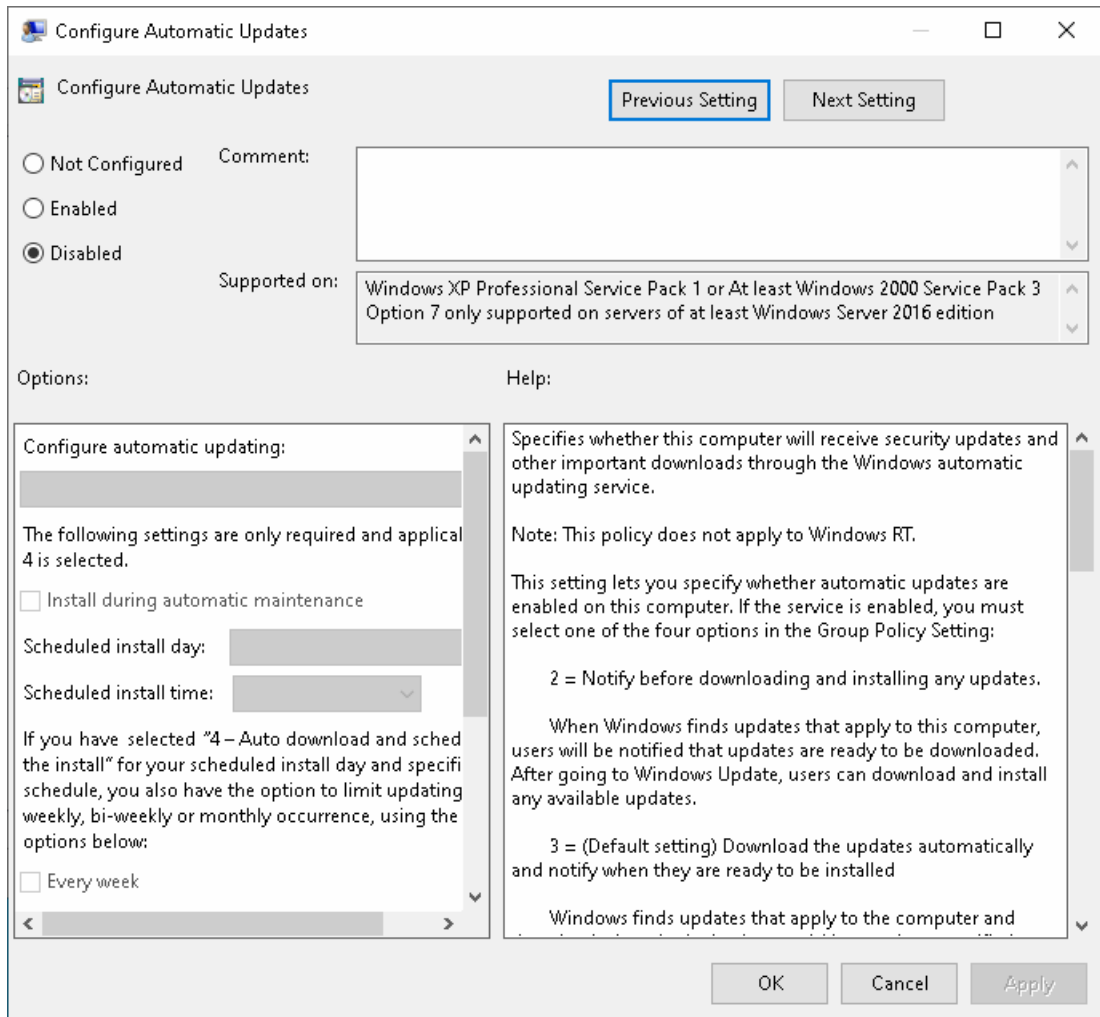 Configure Automatic Updates
Configure Automatic Updates
Previous Setting
Next Setting
Not Configured
Enabled
Disabled
Comment:
Supported on:
Windows XP Professional Service Pack 1 or At least Windows 2000 Service Pack 3
Option 7 only supported on servers of at least Windows Server 2016 edition
Options:
Help:
Configure automatic updating:
The following settings are only required and applical
4 is selected.
Install during automatic maintenance
Scheduled install day:
Scheduled install time:
If you have selected "4 – Auto download and sched
the install" for your scheduled install day and specifi
schedule, you also have the option to limit updating
weekly, bi-weekly or monthly occurrence, using the
options below:
Every week
Specifies whether this computer will receive security updates and
other important downloads through the Windows automatic
updating service.
Note: This policy does not apply to Windows RT.
This setting lets you specify whether automatic updates are
enabled on this computer. If the service is enabled, you must
select one of the four options in the Group Policy Setting:
2 = Notify before downloading and installing any updates.
When Windows finds updates that apply to this computer,
users will be notified that updates are ready to be downloaded.
After going to Windows Update, users can download and install
any available updates.
3 = (Default setting) Download the updates automatically
and notify when they are ready to be installed
Windows finds updates that apply to the computer and
OK
Cancel
Apply